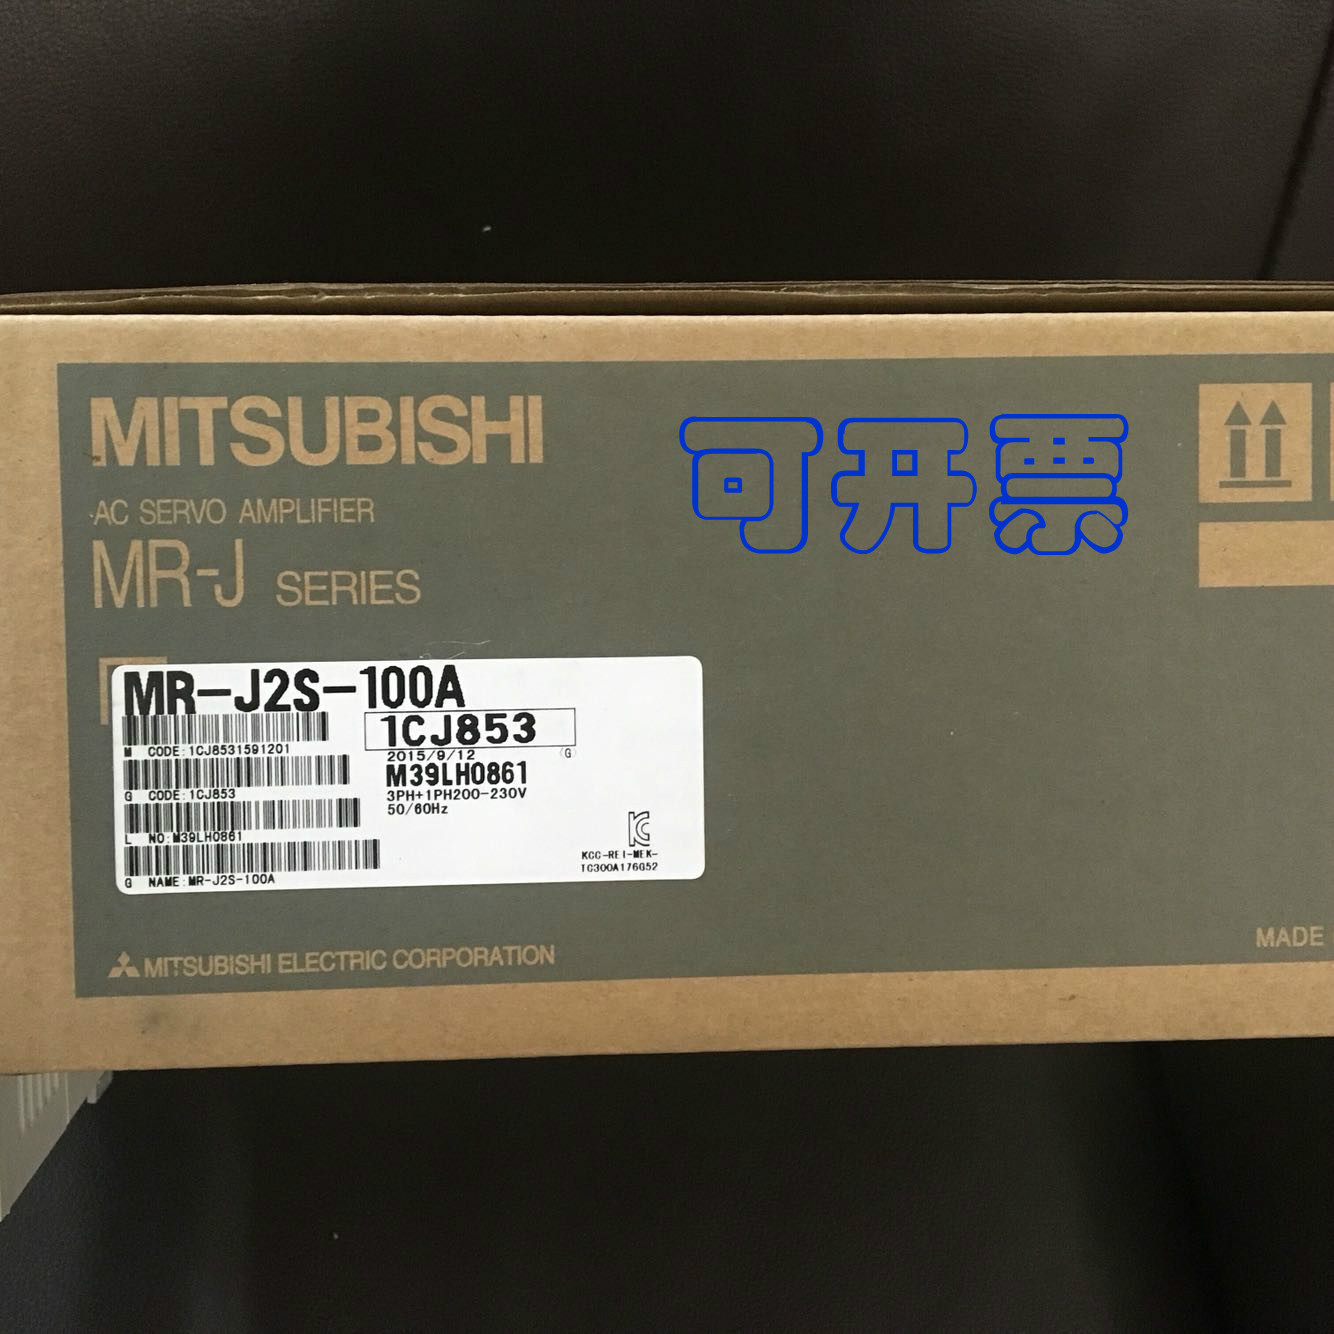 MITSUBISHI
可开票
AC SERVO AMPLIFIER
MR-J SERIES
MR-J2S-100A
1CJ853
M CODE:1CJ8531591201
2015/9/12 (G)
M39LH0861
G CODE:1CJ853
3PH+1PH200-230V
50/60Hz
L NO:M39LH0861
KCC-REI-MEK-
TC300A176G52
G NAME:MR-J2S-100A
MITSUBISHI ELECTRIC CORPORATION
MADE